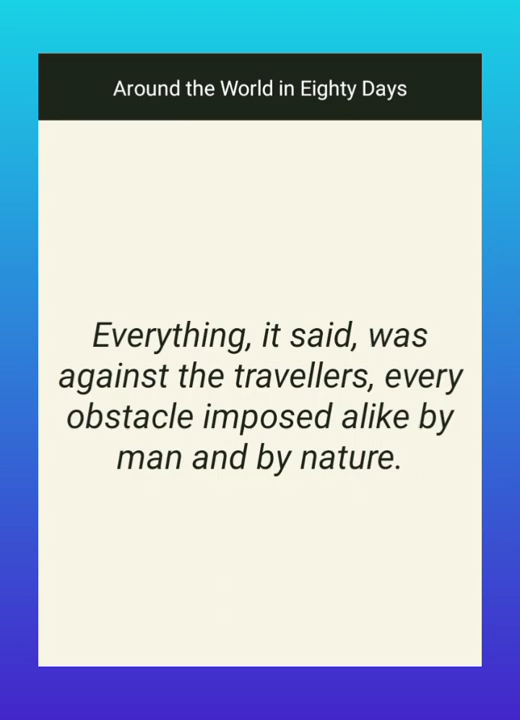 Around the World in Eighty Days
Everything, it said, was
against the travellers, every
obstacle imposed alike by
man and by nature.